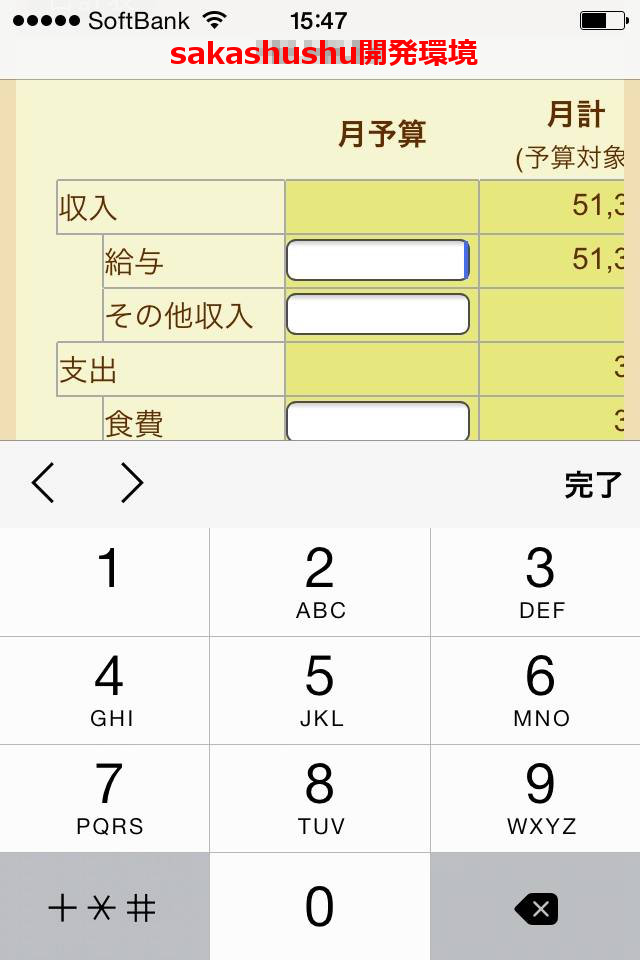 SoftBank 15:47
sakashushu開発環境
月予算 月計
(予算対象
収入 51,3
給与 51,3
その他収入
支出 3
食費 3
完了
1 2 3
ABC DEF
4 5 6
GHI JKL MNO
7 8 9
PQRS TUV WXYZ
+*# 0